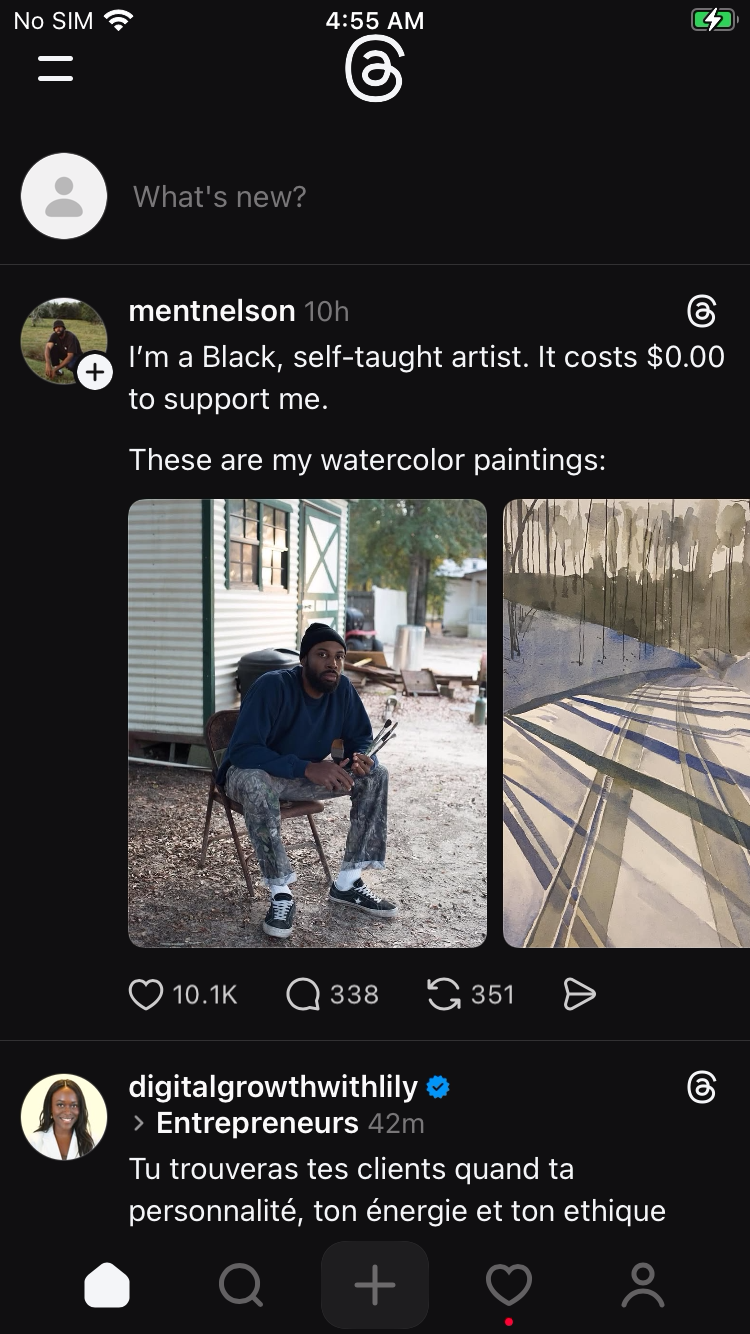 No SIM 4:55 AM
What's new?
mentnelson 10h
I’m a Black, self-taught artist. It costs $0.00
to support me.
These are my watercolor paintings:
10.1K 338 351
digitalgrowthwithlily
> Entrepreneurs 42m
Tu trouveras tes clients quand ta
personnalité, ton énergie et ton ethique